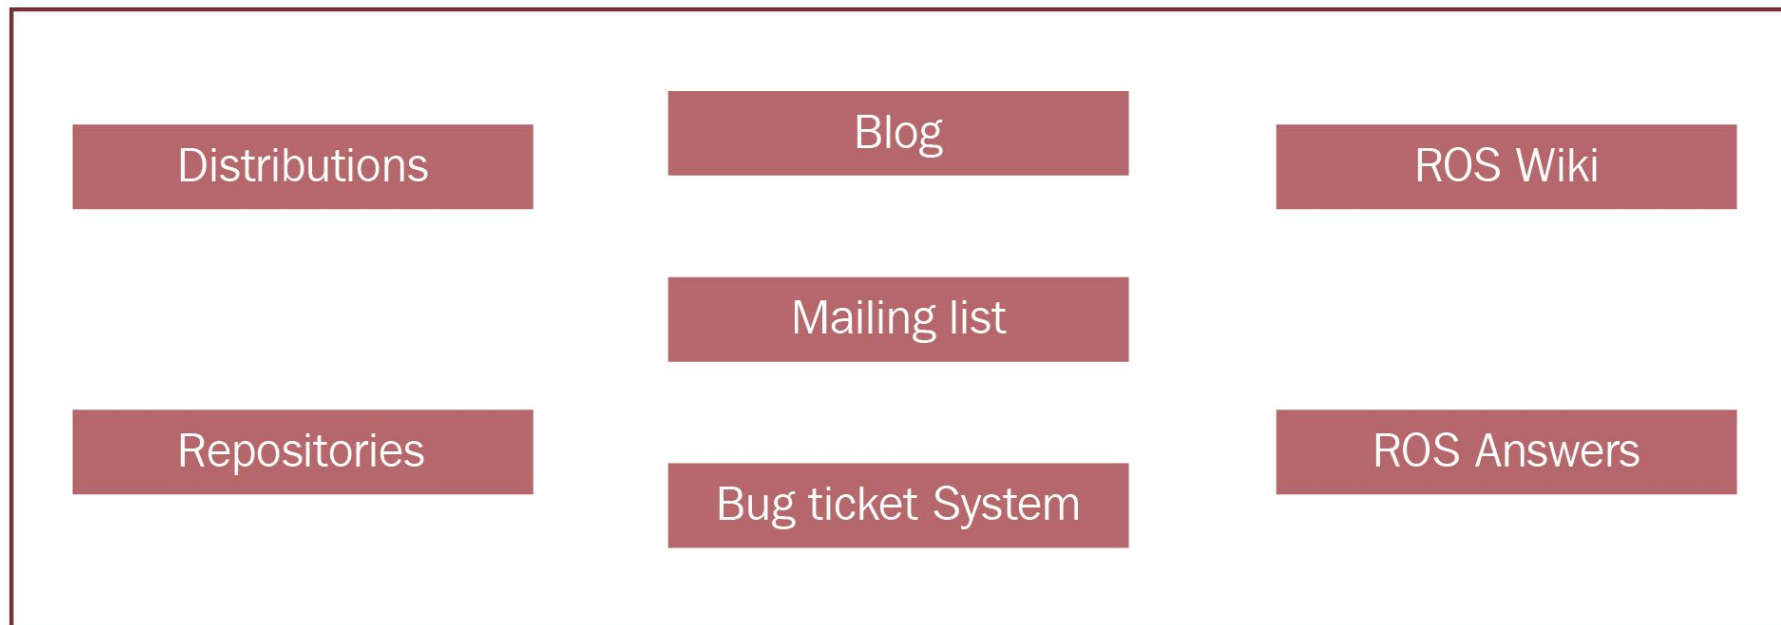 Distributions
Repositories
Blog
Mailing list
Bug ticket System
ROS Wiki
ROS Answers